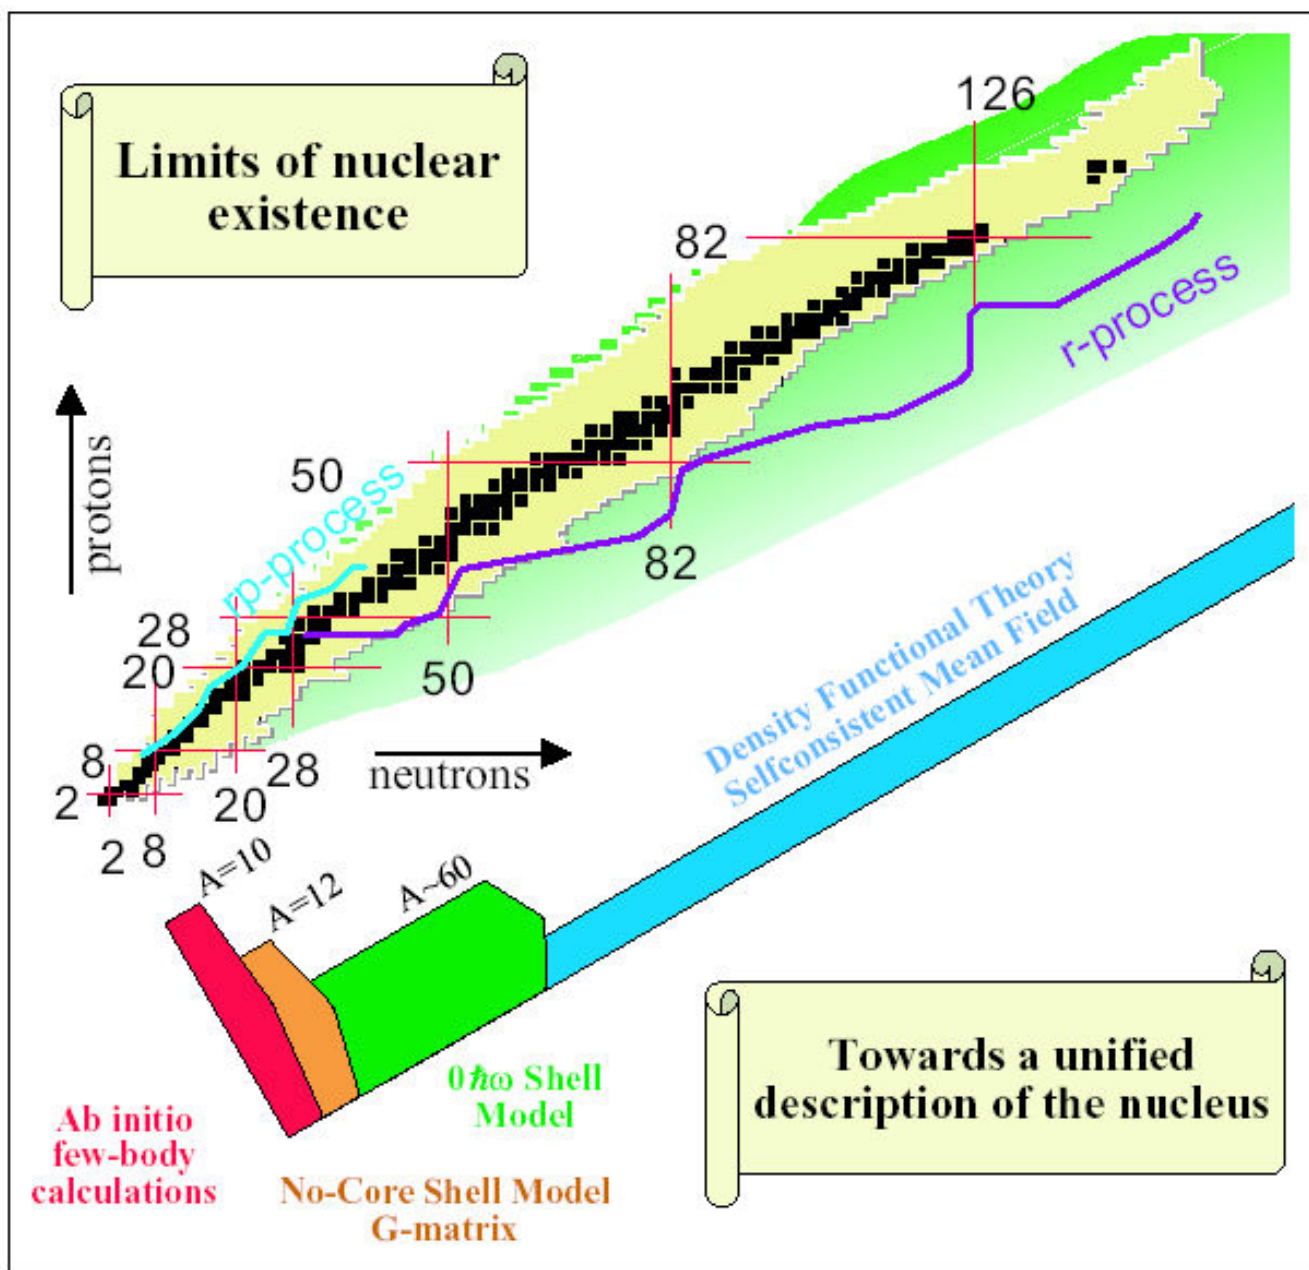 Limits of nuclear
existence
126
82
r-process
protons
50
rp-process
82
28
20
50
8
28
neutrons
2
20
2
8
A=10
A=12
A~60
Density Functional Theory
Selfconsistent Mean Field
0ħω Shell
Model
Ab initio
few-body
calculations
No-Core Shell Model
G-matrix
Towards a unified
description of the nucleus